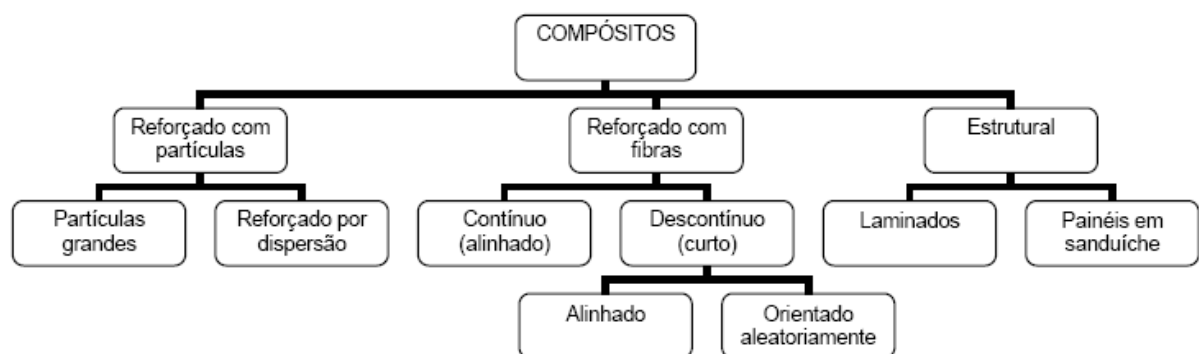 COMPÓSITOS
Reforçado com
partículas
Reforçado com
fibras
Estrutural
Partículas
grandes
Reforçado por
dispersão
Contínuo
(alinhado)
Descontínuo
(curto)
Laminados
Painéis em
sanduíche
Alinhado
Orientado
aleatoriamente